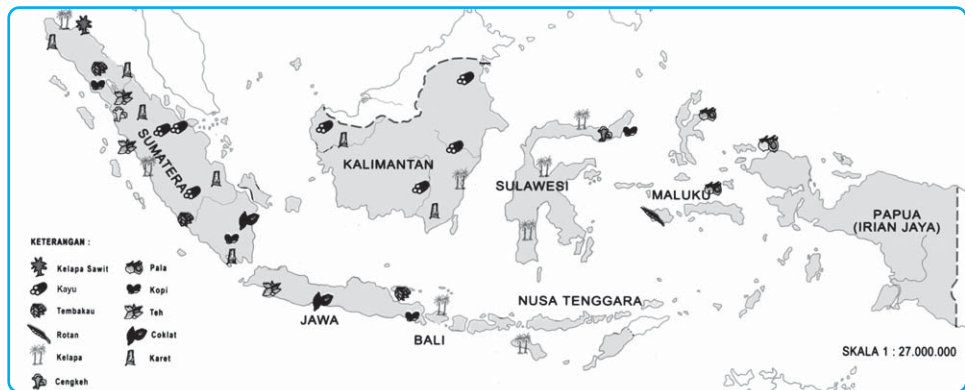 SUMATERA
KALIMANTAN
SULAWESI
MALUKU
PAPUA
(IRIAN JAYA)
JAWA
BALI
NUSA TENGGARA
KETERANGAN :
Kelapa Sawit
Pala
Kayu
Kopi
Tembakau
Teh
Rotan
Coklat
Kelapa
Karet
Cengkeh
SKALA 1 : 27.000.000